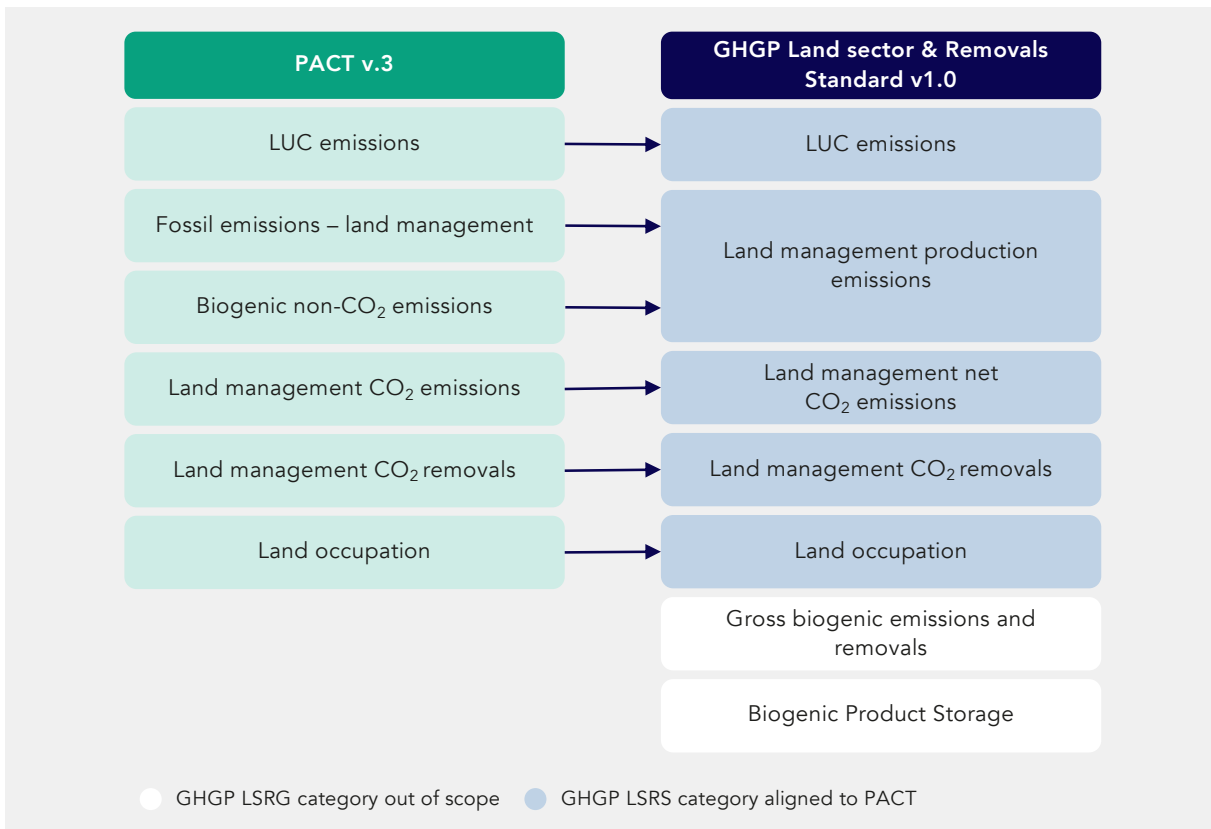 PACT v.3
GHGP Land sector & Removals
Standard v1.0
LUC emissions
LUC emissions
Fossil emissions – land management
Land management production
emissions
Biogenic non-CO₂ emissions
Land management CO₂ emissions
Land management net
CO₂ emissions
Land management CO₂ removals
Land management CO₂ removals
Land occupation
Land occupation
Gross biogenic emissions and
removals
Biogenic Product Storage
GHGP LSRG category out of scope
GHGP LSRS category aligned to PACT